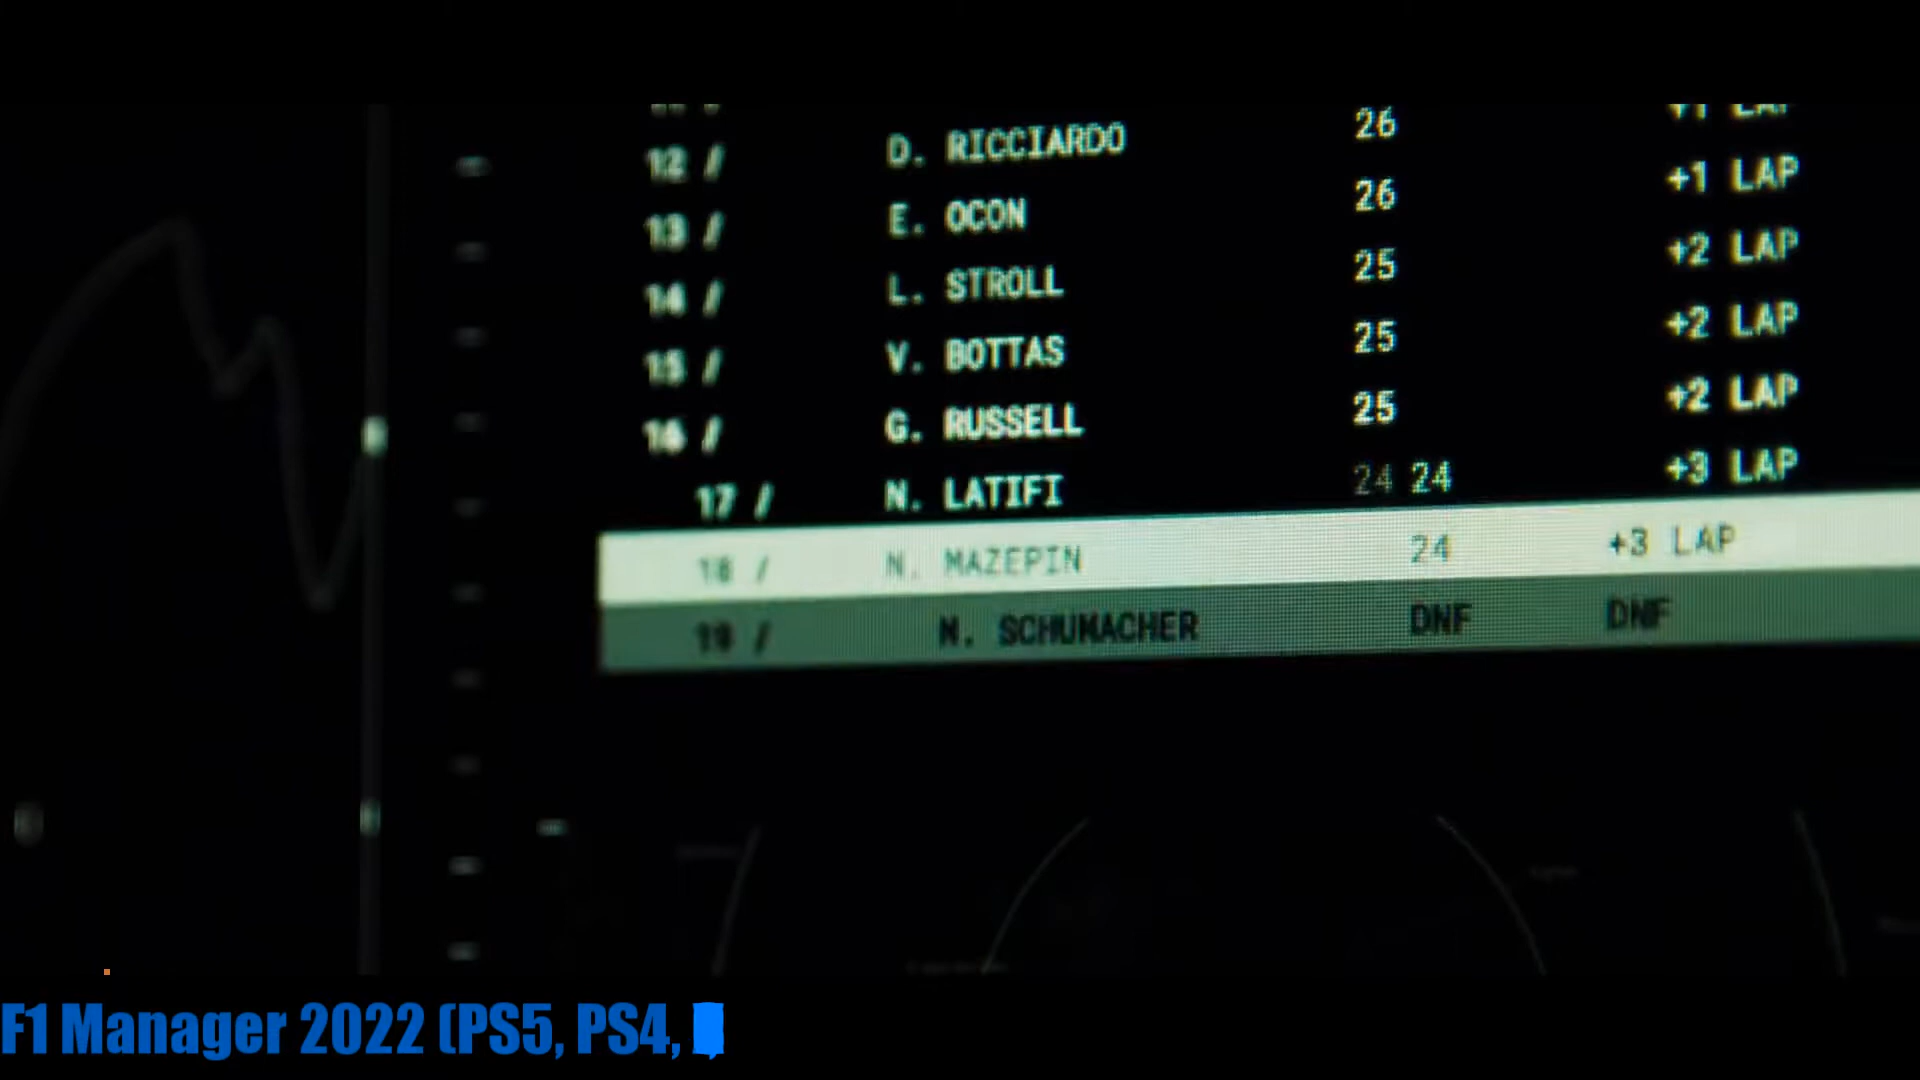 12 / D. RICCIARDO 26 +1 LAP
13 / E. OCON 26 +1 LAP
14 / L. STROLL 25 +2 LAP
15 / V. BOTTAS 25 +2 LAP
16 / G. RUSSELL 25 +2 LAP
17 / N. LATIFI 24 24 +3 LAP
18 / N. MAZEPIN 24 +3 LAP
19 / N. SCHUMACHER DNF DNF
F1 Manager 2022 (PS5, PS4,